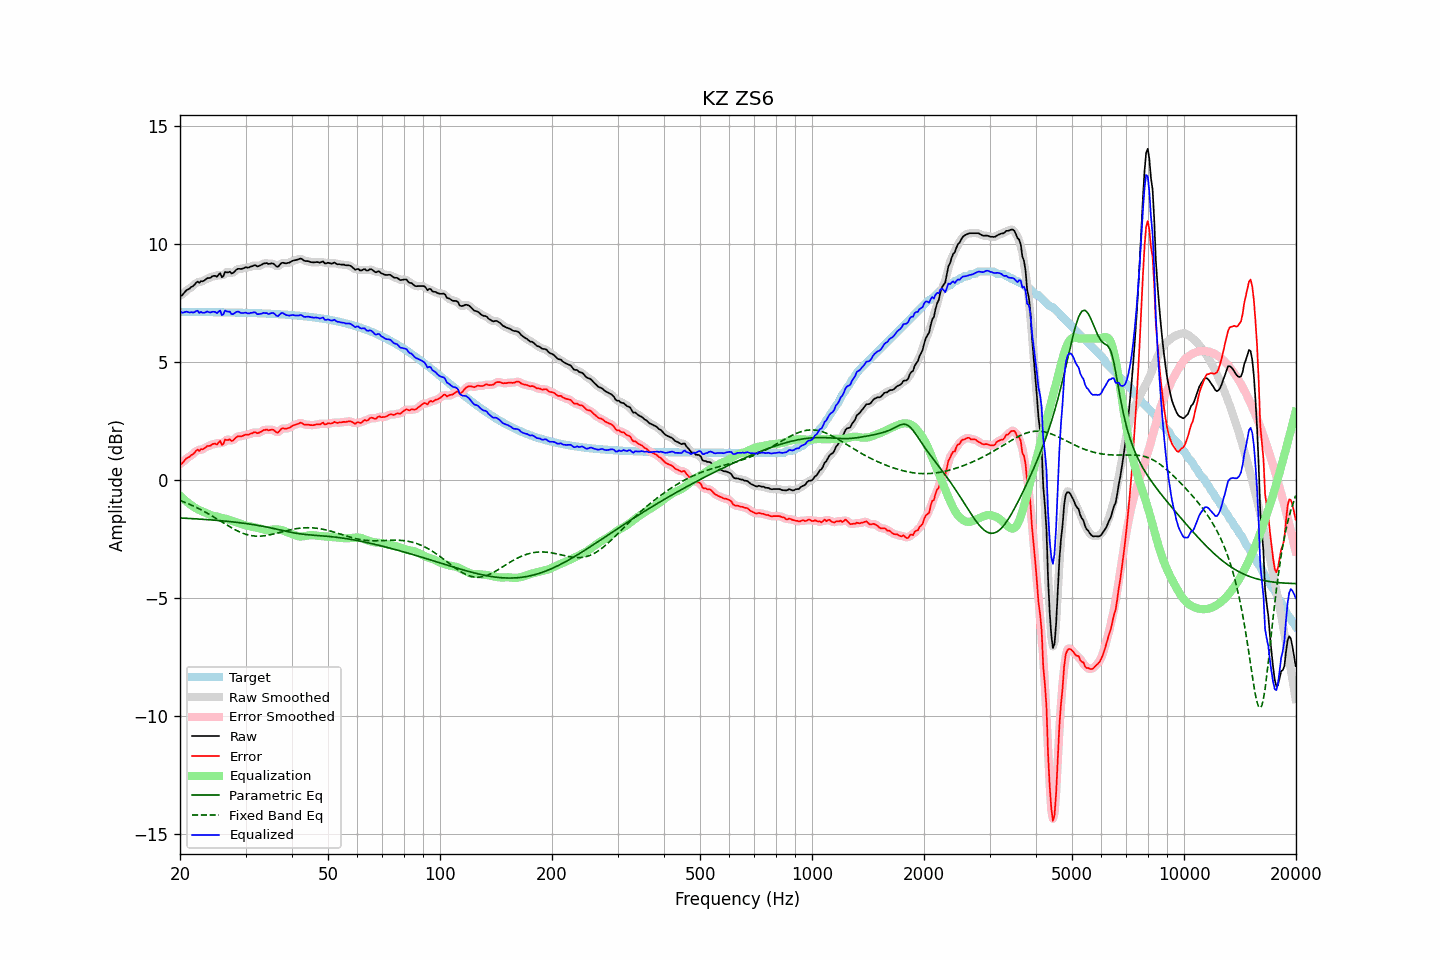 KZ ZS6
Amplitude (dBr)
15
10
5
0
−5
−10
−15
Target
Raw Smoothed
Error Smoothed
Raw
Error
Equalization
Parametric Eq
Fixed Band Eq
Equalized
20 50 100 200 500 1000 2000 5000 10000 20000
Frequency (Hz)